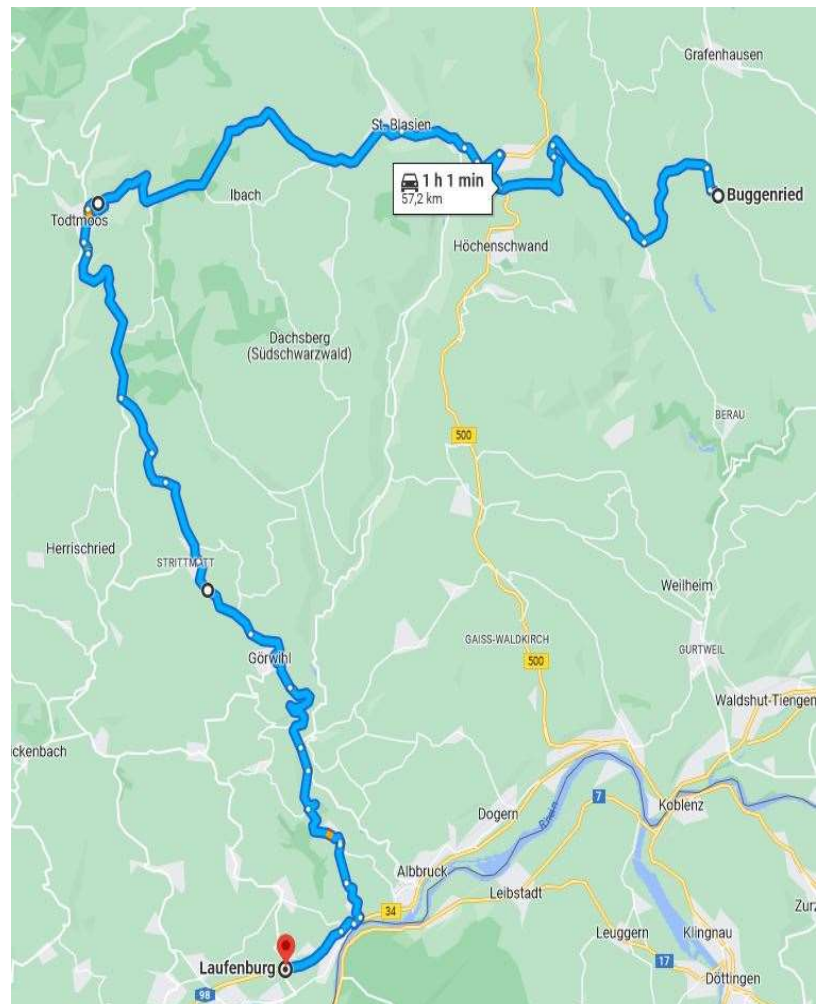 Grafenhausen
St. Blasien
1 h 1 min
57,2 km
Buggenried
Ibach
Todtmoos
Höchenschwand
Dachsberg
(Südschwarzwald)
BERAU
500
Herrischried
STRITTMATT
Weilheim
GAISS-WALDKIRCH
GURTWEIL
Görwihl
500
Waldshut-Tiengen
ickenbach
7
Koblenz
Dogern
Rhein
Albbruck
Leibstadt
34
Zurz
Leuggern
Klingnau
Laufenburg
17
98
Döttingen